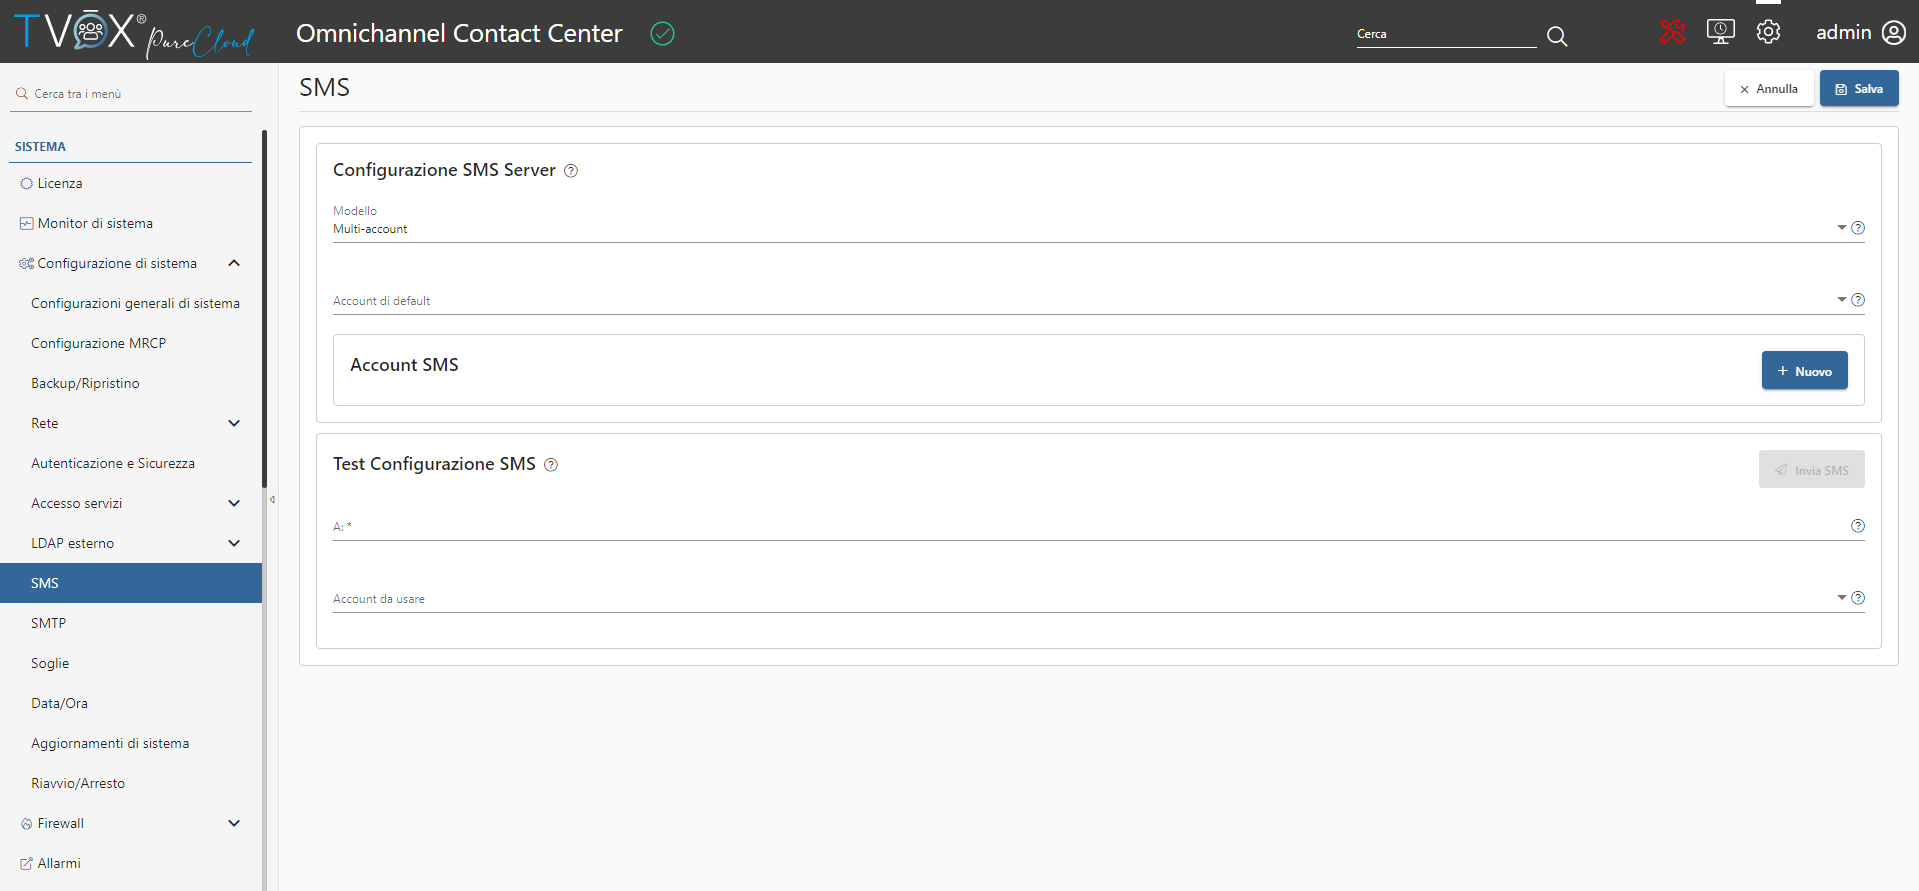 TVOX® PureCloud
Omnichannel Contact Center
Cerca
admin
Cerca tra i menù
SISTEMA
Licenza
Monitor di sistema
Configurazione di sistema
Configurazioni generali di sistema
Configurazione MRCP
Backup/Ripristino
Rete
Autenticazione e Sicurezza
Accesso servizi
LDAP esterno
SMS
SMTP
Soglie
Data/Ora
Aggiornamenti di sistema
Riavvio/Arresto
Firewall
Allarmi
SMS
Annulla
Salva
Configurazione SMS Server
Modello
Multi-account
Account di default
Account SMS
+ Nuovo
Test Configurazione SMS
Invia SMS
A: *
Account da usare